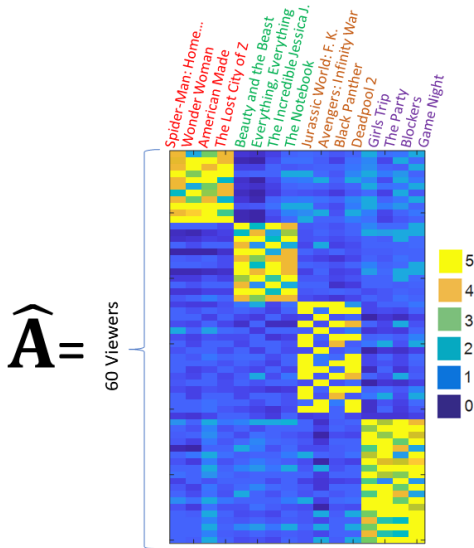 Spider-Man: Home...
Wonder Woman
American Made
The Lost City of Z
Beauty and the Beast
Everything, Everything
The Incredible Jessica J.
The Notebook
Jurassic World: F. K.
Avengers: Infinity War
Black Panther
Deadpool 2
Girls Trip
The Party
Blockers
Game Night
5
4
3
2
1
0
Â=
60 Viewers